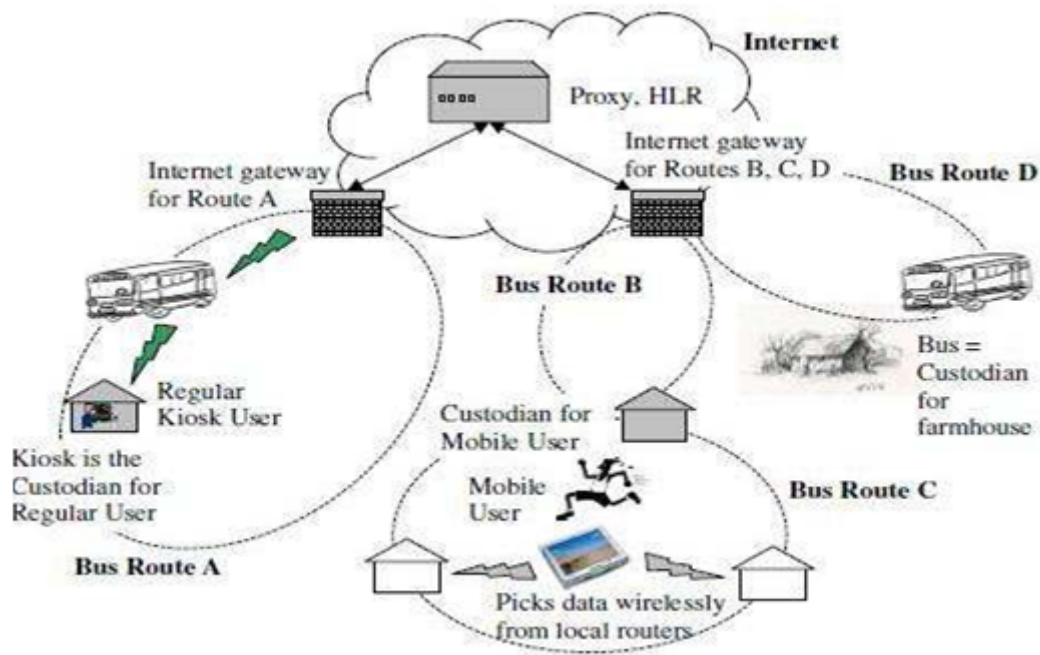 Internet
Proxy, HLR
Internet gateway
for Route A
Internet gateway
for Routes B, C, D
Bus Route D
Bus Route B
Regular
Kiosk User
Kiosk is the
Custodian for
Regular User
Bus Route A
Custodian for
Mobile User
Mobile
User
Bus Route C
Picks data wirelessly
from local routers
Bus =
Custodian
for
farmhouse